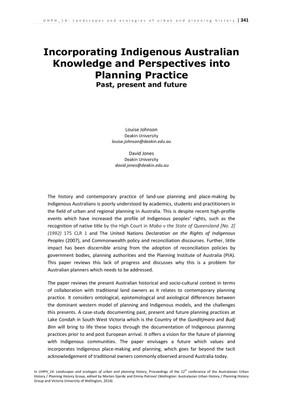 UHPH_14: Landscapes and ecologies of urban and planning history | 341
Incorporating Indigenous Australian
Knowledge and Perspectives into
Planning Practice
Past, present and future
Louise Johnson
Deakin University
louise.johnson@deakin.edu.au
David Jones
Deakin University
david.jones@deakin.edu.au
The history and contemporary practice of land-use planning and place-making by
Indigenous Australians is poorly understood by academics, students and practitioners in
the field of urban and regional planning in Australia. This is despite recent high-profile
events which have increased the profile of Indigenous peoples' rights, such as the
recognition of native title by the High Court in Mabo v the State of Queensland [No. 2]
(1992) 175 CLR 1 and The United Nations Declaration on the Rights of Indigenous
Peoples (2007), and Commonwealth policy and reconciliation discourses. Further, little
impact has been discernible arising from the adoption of reconciliation policies by
government bodies, planning authorities and the Planning Institute of Australia (PIA).
This paper reviews this lack of progress and discusses why this is a problem for
Australian planners which needs to be addressed.
The paper reviews the present Australian historical and socio-cultural context in terms
of collaboration with traditional land owners as it relates to contemporary planning
practice. It considers ontological, epistemological and axiological differences between
the dominant western model of planning and Indigenous models, and the challenges
this presents. A case-study documenting past, present and future planning practices at
Lake Condah in South West Victoria which is the Country of the Gunditjmara and Budj
Bim will bring to life these topics through the documentation of Indigenous planning
practices prior to and post European arrival. It offers a vision for the future of planning
with Indigenous communities. The paper envisages a future which values and
incorporates Indigenous place-making and planning, which goes far beyond the tacit
acknowledgement of traditional owners commonly observed around Australia today.
In UHPH_14: Landscapes and ecologies of urban and planning history, Proceedings of the 12th conference of the Australasian Urban
History / Planning History Group, edited by Morten Gjerde and Emina Petrović (Wellington: Australasian Urban History / Planning History
Group and Victoria University of Wellington, 2014)